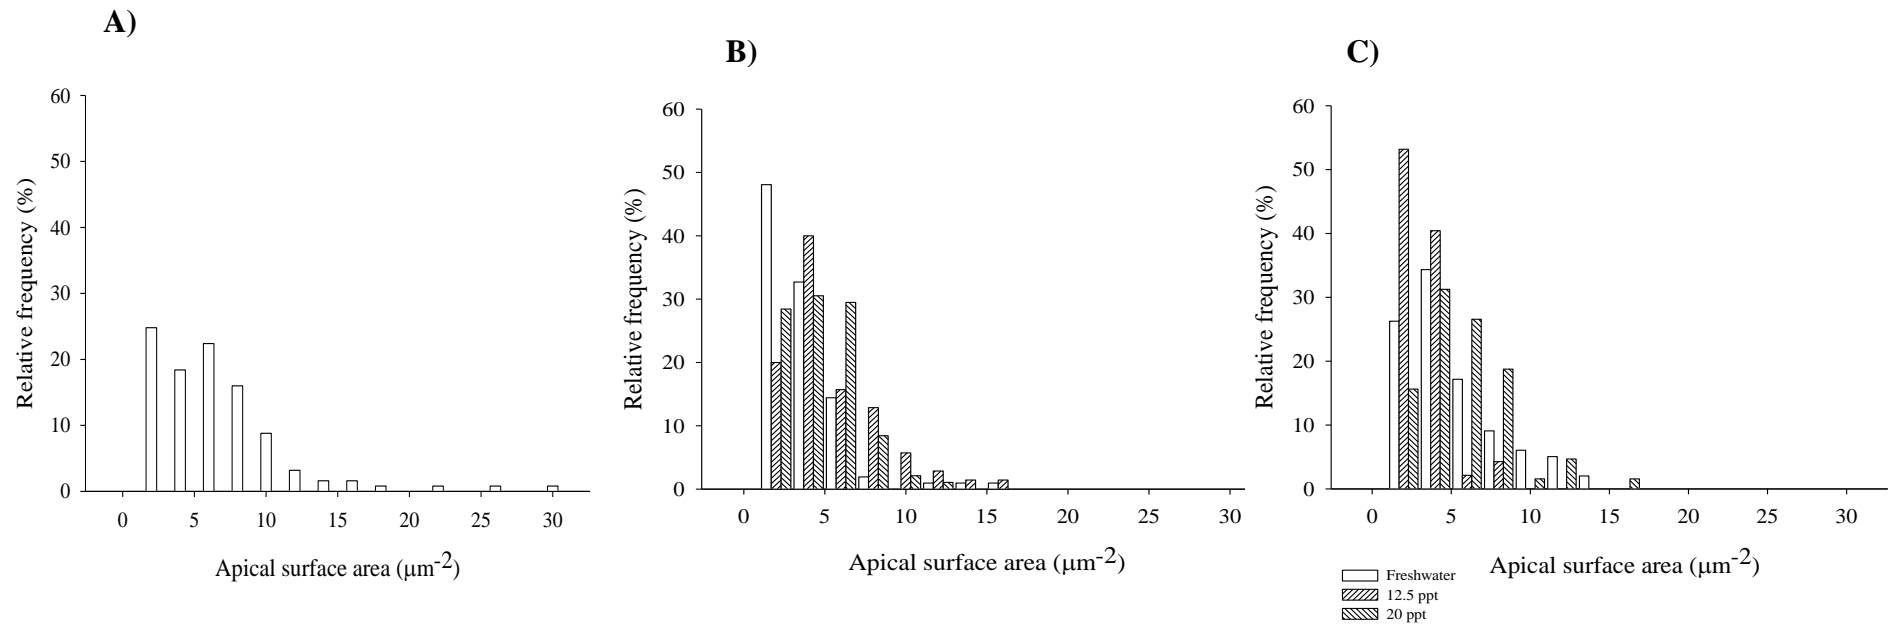 A)
60
50
40
30
20
10
0
Relative frequency (%)
0 5 10 15 20 25 30
Apical surface area (μm-2)
B)
60
50
40
30
20
10
0
Relative frequency (%)
0 5 10 15 20 25 30
Apical surface area (μm-2)
C)
60
50
40
30
20
10
0
Relative frequency (%)
0 5 10 15 20 25 30
Apical surface area (μm-2)
Freshwater
12.5 ppt
20 ppt